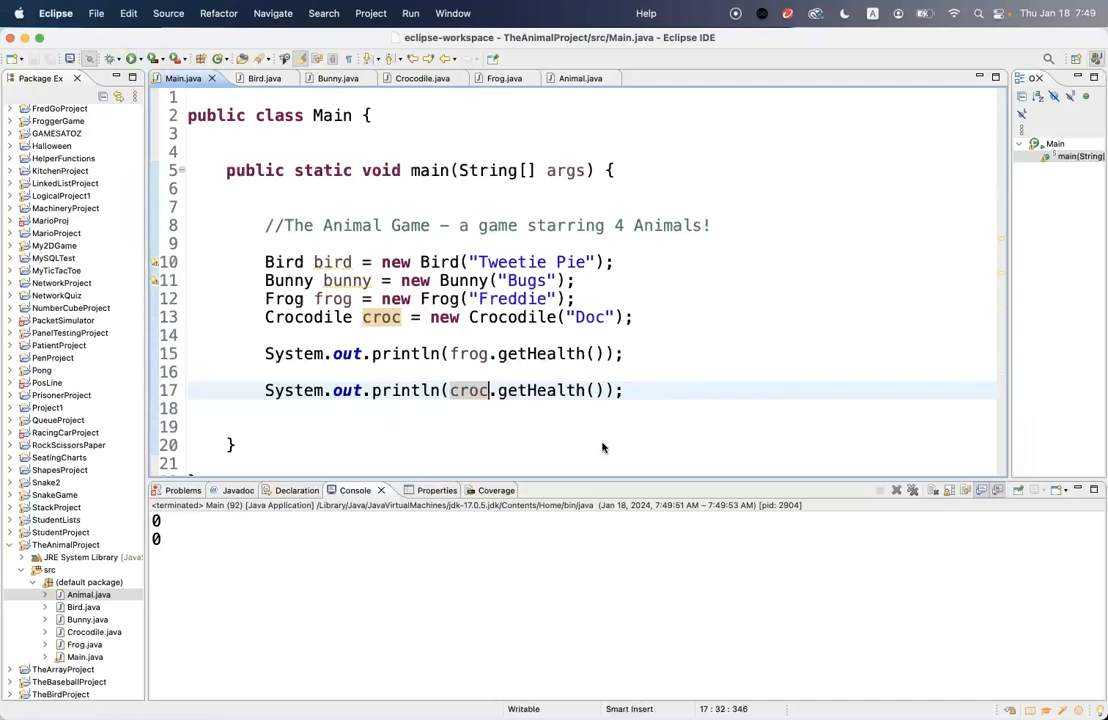 Eclipse File Edit Source Refactor Navigate Search Project Run Window Help A Thu Jan 18 7:49
eclipse-workspace - TheAnimalProject/src/Main.java - Eclipse IDE
Package Ex
Main.java Bird.java Bunny.java Crocodile.java Frog.java Animal.java
FredGoProject
FroggerGame
GAMESATOZ
Halloween
HelperFunctions
KitchenProject
LinkedListProject
LogicalProject1
MachineryProject
MarioProj
MarioProject
My2DGame
MySQLTest
MyTicTacToe
NetworkProject
NetworkQuiz
NumberCubeProject
PacketSimulator
PanelTestingProject
PatientProject
PenProject
Pong
PosLine
PrisonerProject
Project1
QueueProject
RacingCarProject
RockScissorsPaper
SeatingCharts
ShapesProject
Snake2
SnakeGame
StackProject
StudentLists
StudentProject
TheAnimalProject
JRE System Library [Java
src
(default package)
Animal.java
Bird.java
Bunny.java
Crocodile.java
Frog.java
Main.java
TheArrayProject
TheBaseballProject
TheBirdProject
1
2 public class Main {
3
4
5 public static void main(String[] args) {
6
7
8 //The Animal Game – a game starring 4 Animals!
9
10 Bird bird = new Bird("Tweetie Pie");
11 Bunny bunny = new Bunny("Bugs");
12 Frog frog = new Frog("Freddie");
13 Crocodile croc = new Crocodile("Doc");
14
15 System.out.println(frog.getHealth());
16
17 System.out.println(croc.getHealth());
18
19
20 }
21
Main
main(String[]
Problems Javadoc Declaration Console Properties Coverage
<terminated> Main (92) [Java Application] /Library/Java/JavaVirtualMachines/jdk-17.0.5.jdk/Contents/Home/bin/java (Jan 18, 2024, 7:49:51 AM – 7:49:53 AM) [pid: 2904]
0
0
Writable Smart Insert 17 : 32 : 346